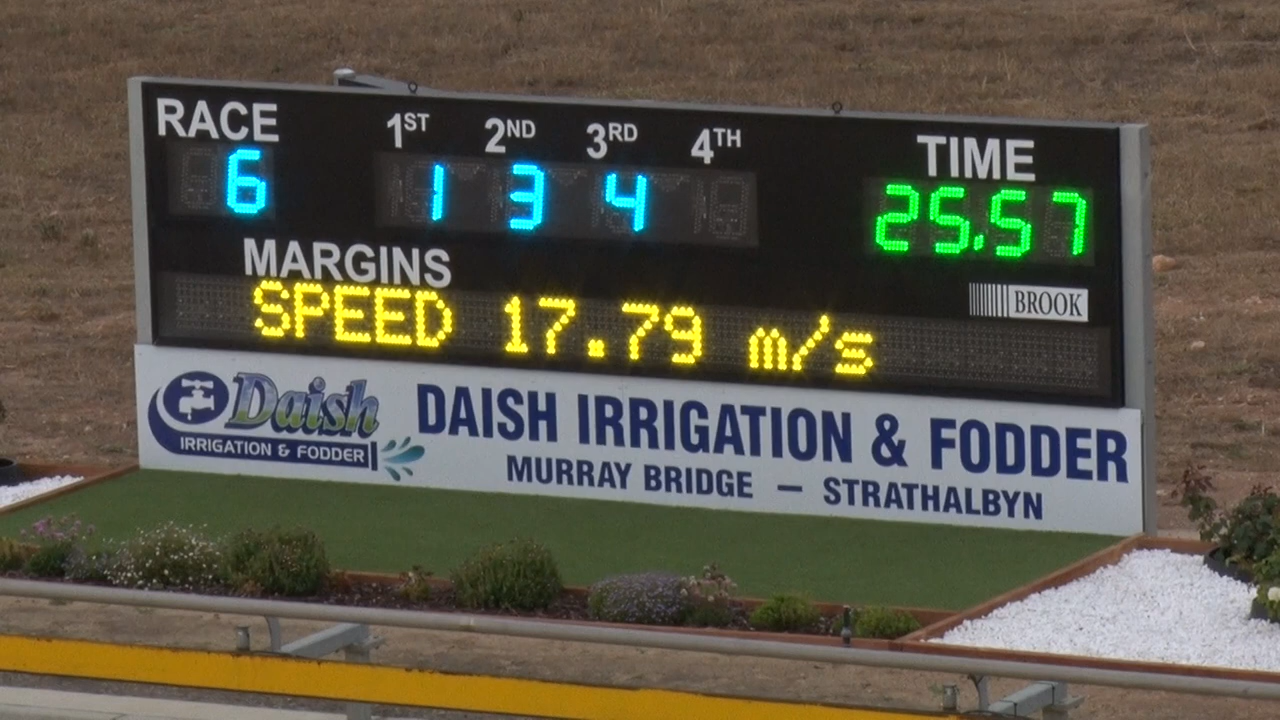 RACE 1ST 2ND 3RD 4TH TIME
6 1 3 4 25.57
MARGINS
BROOK
SPEED 17.79 m/s
Daish
IRRIGATION & FODDER
DAISH IRRIGATION & FODDER
MURRAY BRIDGE — STRATHALBYN